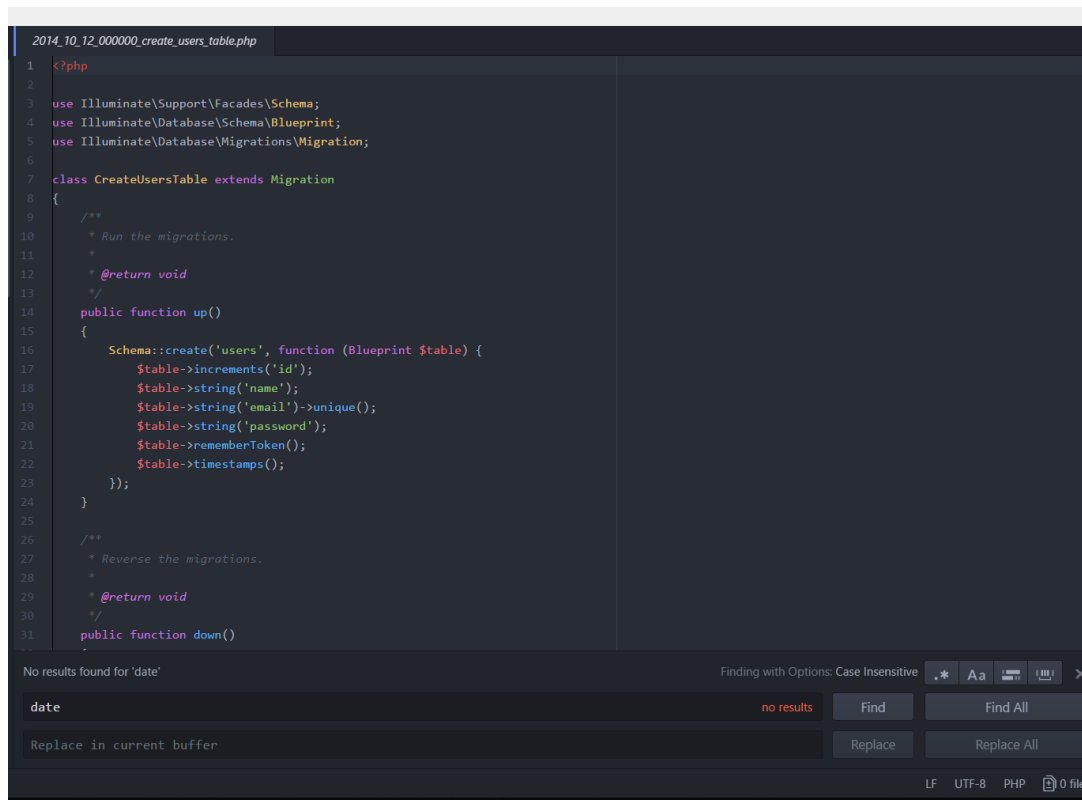 2014_10_12_000000_create_users_table.php
1 <?php
2
3 use Illuminate\Support\Facades\Schema;
4 use Illuminate\Database\Schema\Blueprint;
5 use Illuminate\Database\Migrations\Migration;
6
7 class CreateUsersTable extends Migration
8 {
9     /**
10      * Run the migrations.
11      *
12      * @return void
13      */
14     public function up()
15     {
16         Schema::create('users', function (Blueprint $table) {
17             $table->increments('id');
18             $table->string('name');
19             $table->string('email')->unique();
20             $table->string('password');
21             $table->rememberToken();
22             $table->timestamps();
23         });
24     }
25
26     /**
27      * Reverse the migrations.
28      *
29      * @return void
30      */
31     public function down()
No results found for 'date' Finding with Options: Case Insensitive .* Aa
date no results Find Find All
Replace in current buffer Replace Replace All
LF UTF-8 PHP 0